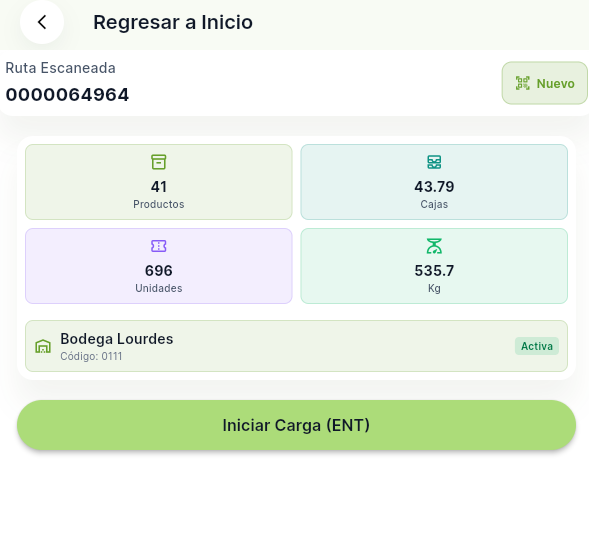 Regresar a Inicio
Ruta Escaneada
0000064964
Nuevo
41
Productos
43.79
Cajas
696
Unidades
535.7
Kg
Bodega Lourdes
Código: 0111
Activa
Iniciar Carga (ENT)